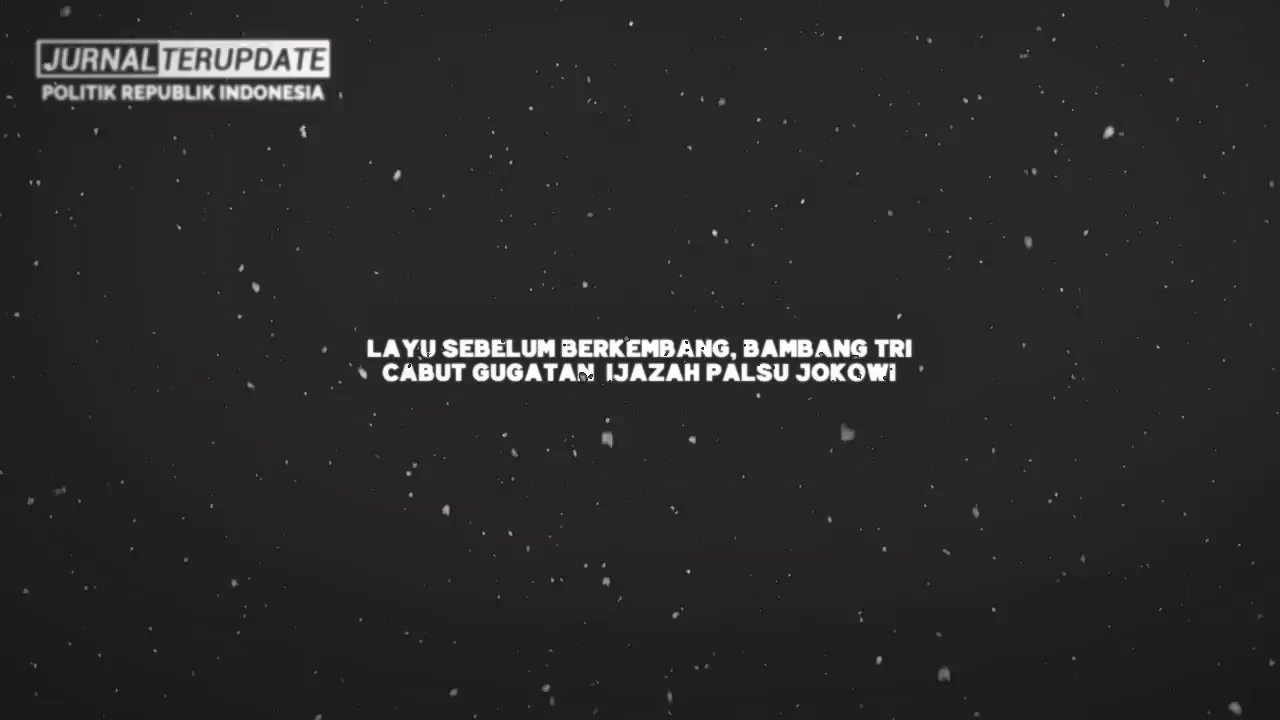 JURNALTERUPDATE
POLITIK REPUBLIK INDONESIA
LAYU SEBELUM BERKEMBANG, BAMBANG TRI
CABUT GUGATAN IJAZAH PALSU JOKOWI